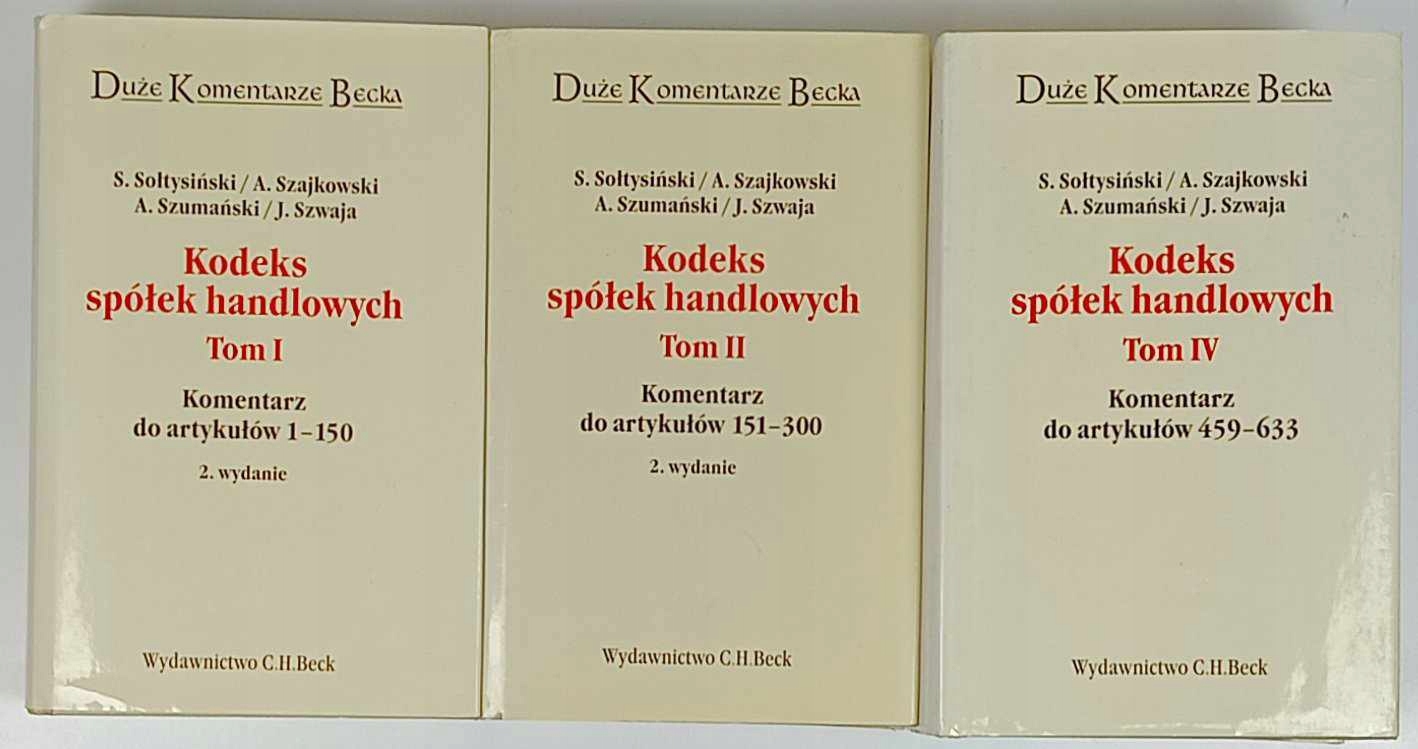 Duże Komentarze Becka
S. Sołtysiński / A. Szajkowski
A. Szumański / J. Szwaja
Kodeks
spółek handlowych
Tom I
Komentarz
do artykułów 1–150
2. wydanie
Wydawnictwo C.H.Beck
Duże Komentarze Becka
S. Sołtysiński / A. Szajkowski
A. Szumański / J. Szwaja
Kodeks
spółek handlowych
Tom II
Komentarz
do artykułów 151–300
2. wydanie
Wydawnictwo C.H.Beck
Duże Komentarze Becka
S. Sołtysiński / A. Szajkowski
A. Szumański / J. Szwaja
Kodeks
spółek handlowych
Tom IV
Komentarz
do artykułów 459–633
Wydawnictwo C.H.Beck